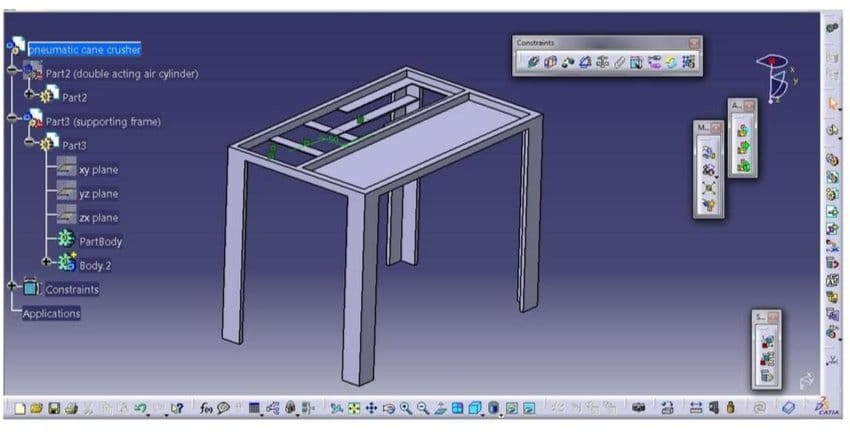 pneumatic cane crusher
Part2 (double acting air cylinder)
Part2
Part3 (supporting frame)
Part3
xy plane
yz plane
zx plane
PartBody
Body.2
Constraints
Applications
Constraints
M...
A...
S...
x
y
z
f(x)
CATIA